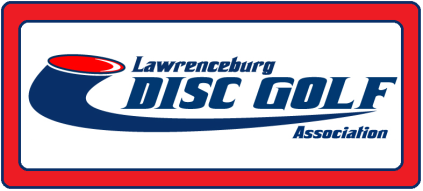 Lawrenceburg
DISC GOLF
Association